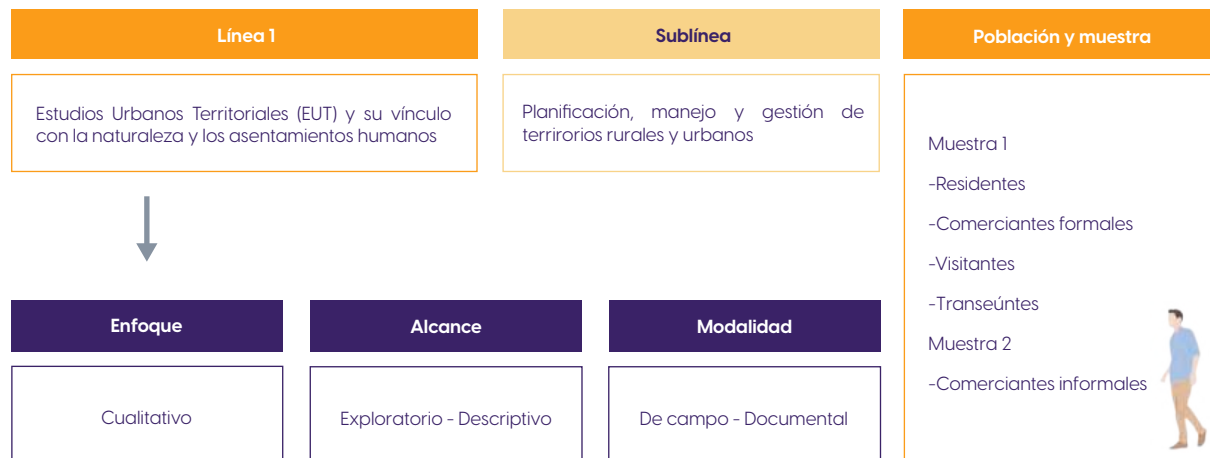 Línea 1
Estudios Urbanos Territoriales (EUT) y su vínculo
con la naturaleza y los asentamientos humanos
Sublínea
Planificación, manejo y gestión de
terrirorios rurales y urbanos
Población y muestra
Muestra 1
-Residentes
-Comerciantes formales
-Visitantes
-Transeúntes
Muestra 2
-Comerciantes informales
Enfoque
Cualitativo
Alcance
Exploratorio - Descriptivo
Modalidad
De campo - Documental